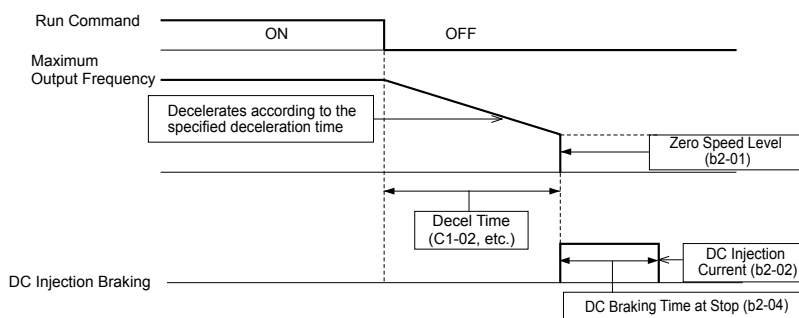 Run Command
ON
OFF
Maximum
Output Frequency
Decelerates according to the
specified deceleration time
Zero Speed Level
(b2-01)
Decel Time
(C1-02, etc.)
DC Injection
Current (b2-02)
DC Injection Braking
DC Braking Time at Stop (b2-04)